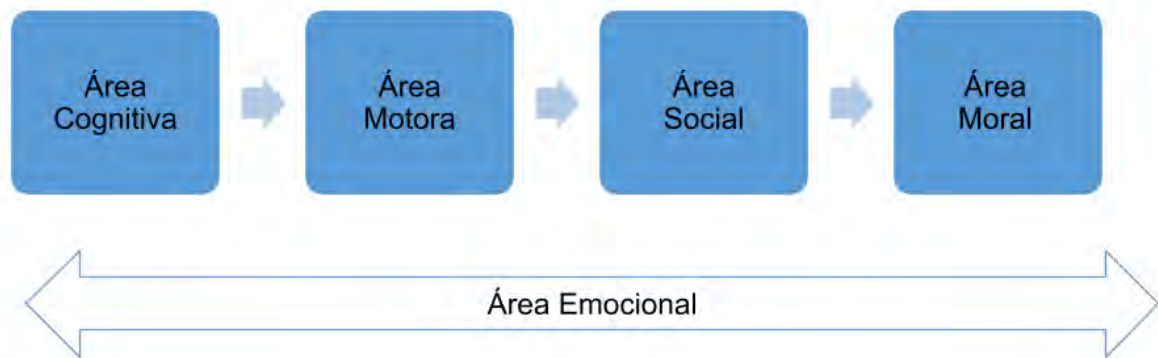 Área
Cognitiva
Área
Motora
Área
Social
Área
Moral
Área Emocional